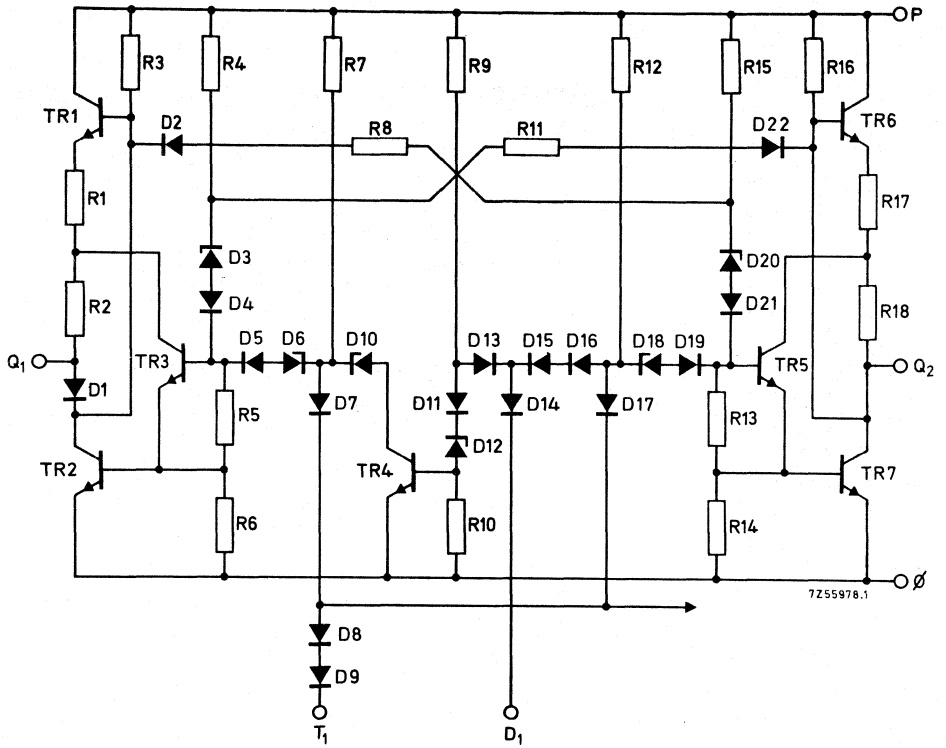 P
R3 R4 R7 R9 R12 R15 R16
TR1 TR6
D2 R8 R11 D22
R1 R17
D3 D20
R2 D4 D21 R18
Q1 TR3 D5 D6 D10 D13 D15 D16 D18 D19 TR5 Q2
D1 R5 D7 D11 D14 D17 R13
TR2 TR4 D12 TR7
R6 R10 R14
Ø
7Z55978.1
D8
D9
T1 D1